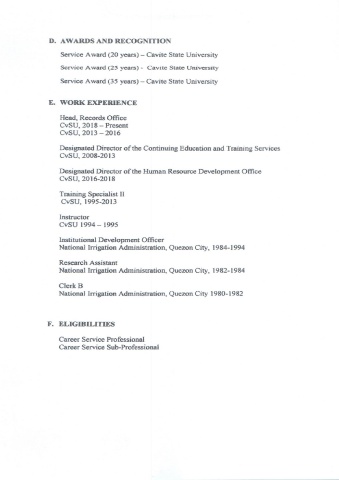 D. AWARDS AND RECOGNITION
Service Award (20 years) – Cavite State University
Service Award (25 years) - Cavite State University
Service Award (35 years) – Cavite State University
E. WORK EXPERIENCE
Head, Records Office
CvSU, 2018 – Present
CvSU, 2013 – 2016
Designated Director of the Continuing Education and Training Services
CvSU, 2008-2013
Designated Director of the Human Resource Development Office
CvSU, 2016-2018
Training Specialist II
CvSU, 1995-2013
Instructor
CvSU 1994 – 1995
Institutional Development Officer
National Irrigation Administration, Quezon City, 1984-1994
Research Assistant
National Irrigation Administration, Quezon City, 1982-1984
Clerk B
National Irrigation Administration, Quezon City 1980-1982
F. ELIGIBILITIES
Career Service Professional
Career Service Sub-Professional